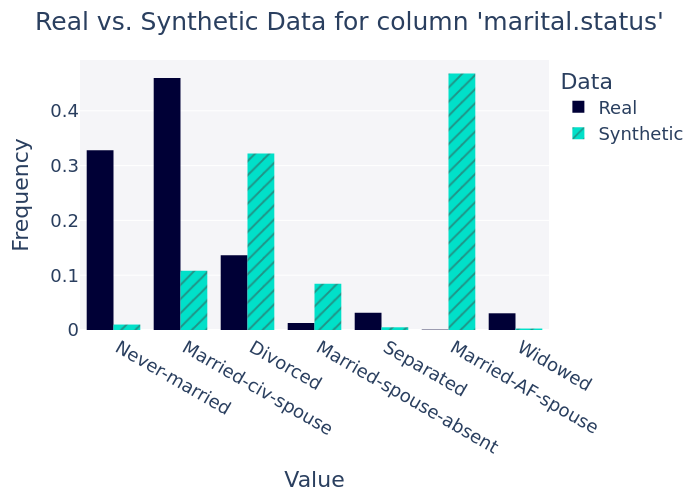 Real vs. Synthetic Data for column 'marital.status'
Data
Real
Synthetic
Frequency
0.4
0.3
0.2
0.1
0
Never-married
Married-civ-spouse
Divorced
Married-spouse-absent
Separated
Married-AF-spouse
Widowed
Value